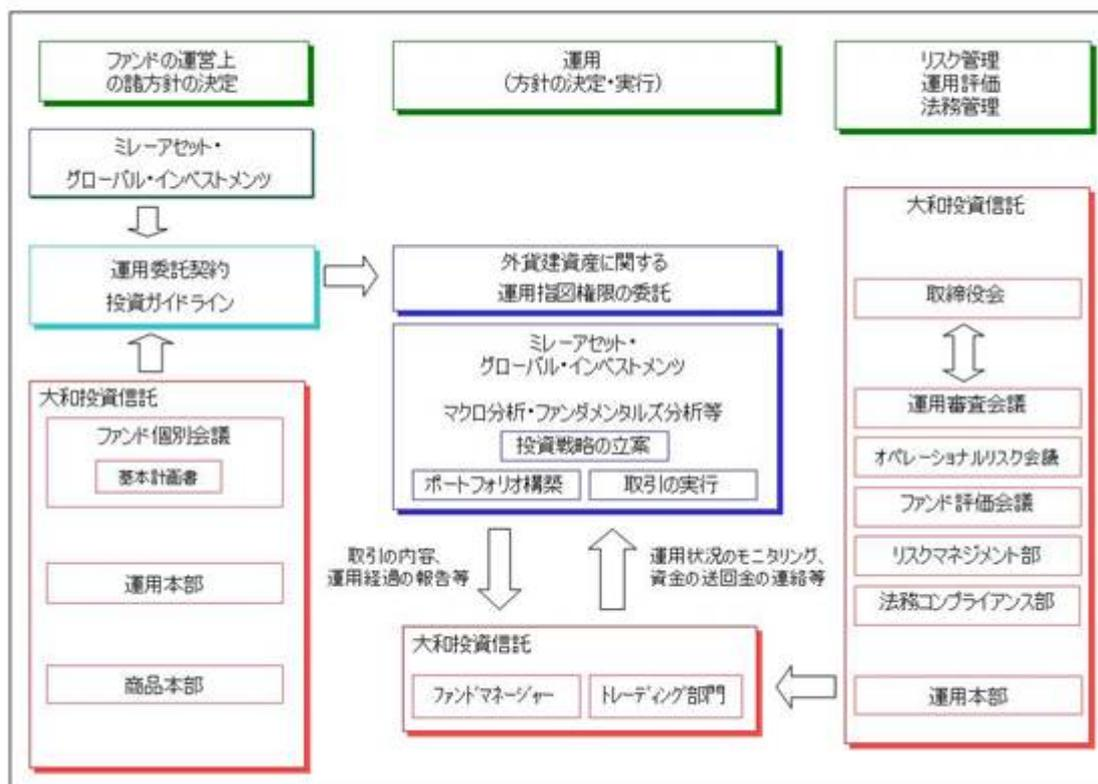 ファンドの運営上
の諸方針の決定
運用
(方針の決定・実行)
リスク管理
運用評価
法務管理
ミレーアセット・
グローバル・インベストメンツ
運用委託契約
投資ガイドライン
外貨建資産に関する
運用指図権限の委託
大和投資信託
ファンド個別会議
基本計画書
運用本部
商品本部
ミレーアセット・
グローバル・インベストメンツ
マクロ分析・ファンダメンタルズ分析等
投資戦略の立案
ポートフォリオ構築
取引の実行
取引の内容、
運用経過の報告等
運用状況のモニタリング、
資金の送回金の連絡等
大和投資信託
ファンドマネージャー
トレーディング部門
大和投資信託
取締役会
運用審査会議
オペレーショナルリスク会議
ファンド評価会議
リスクマネジメント部
法務コンプライアンス部
運用本部